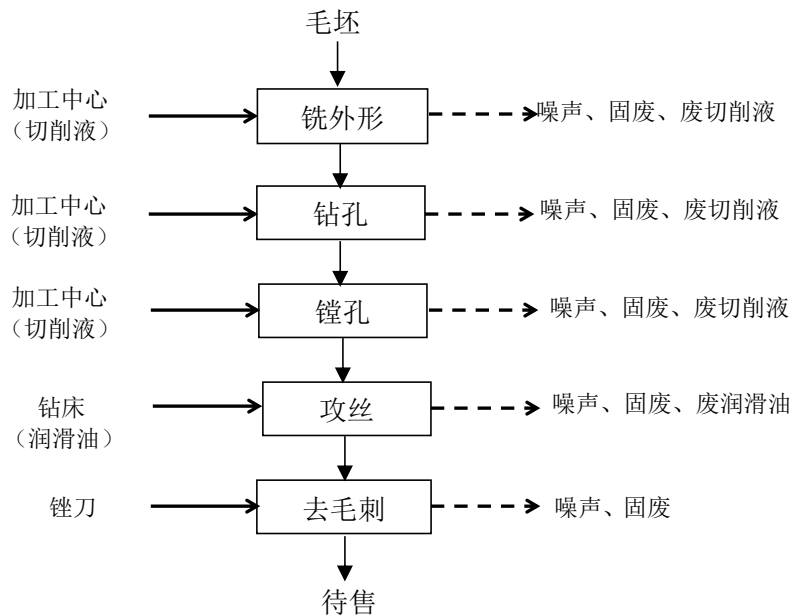 毛坯
加工中心
（切削液）
铣外形
噪声、固废、废切削液
加工中心
（切削液）
钻孔
噪声、固废、废切削液
加工中心
（切削液）
镗孔
噪声、固废、废切削液
钻床
（润滑油）
攻丝
噪声、固废、废润滑油
锉刀
去毛刺
噪声、固废
待售